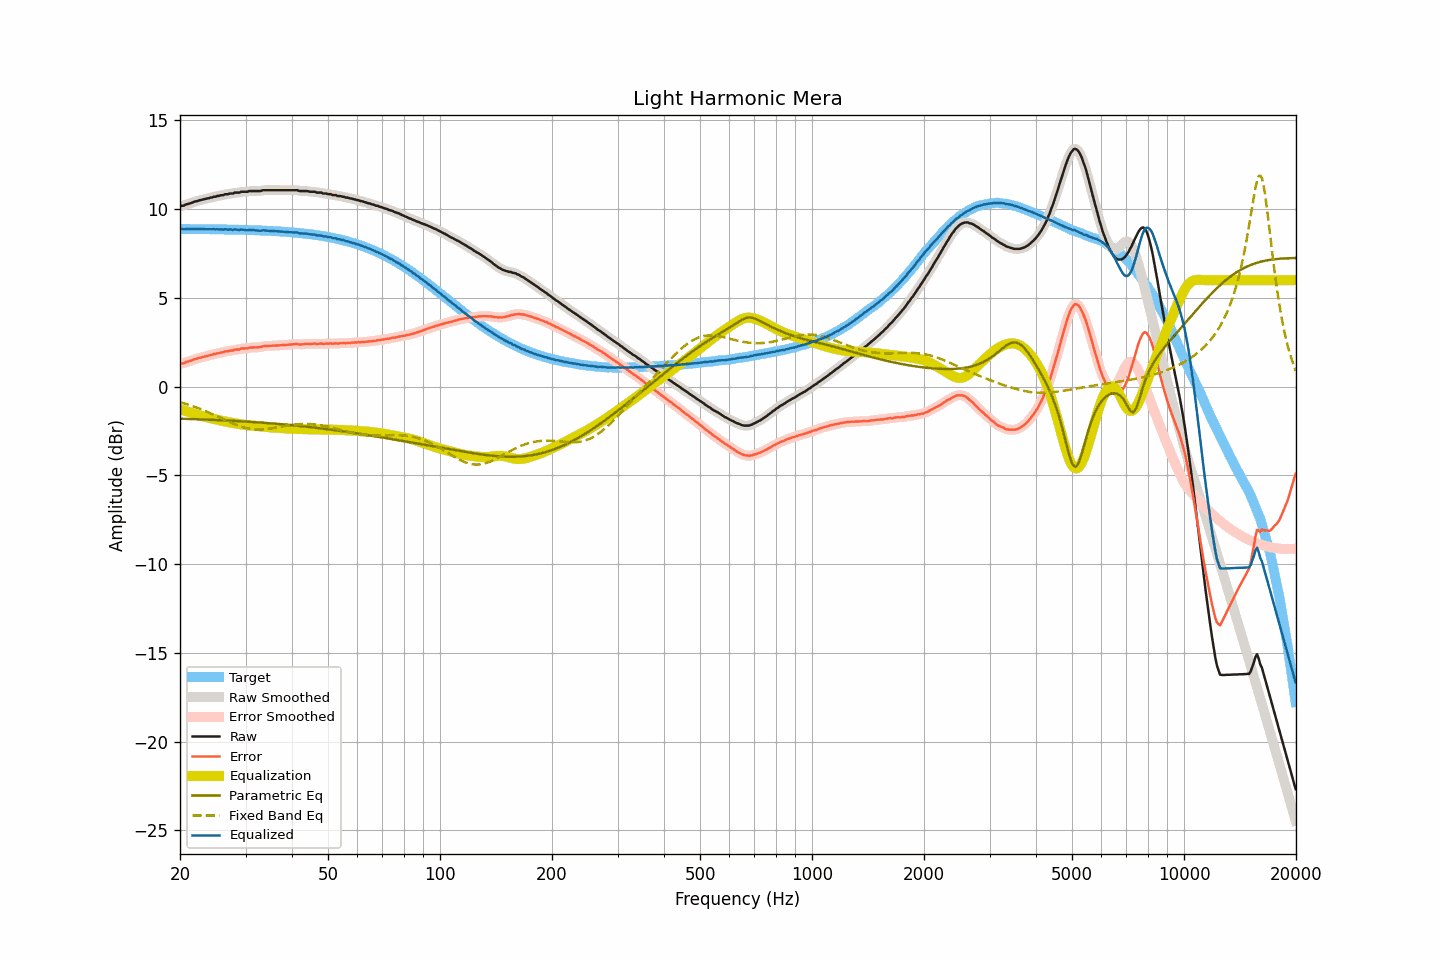 Light Harmonic Mera
15
10
5
0
−5
−10
−15
−20
−25
Amplitude (dBr)
Target
Raw Smoothed
Error Smoothed
Raw
Error
Equalization
Parametric Eq
Fixed Band Eq
Equalized
20 50 100 200 500 1000 2000 5000 10000 20000
Frequency (Hz)